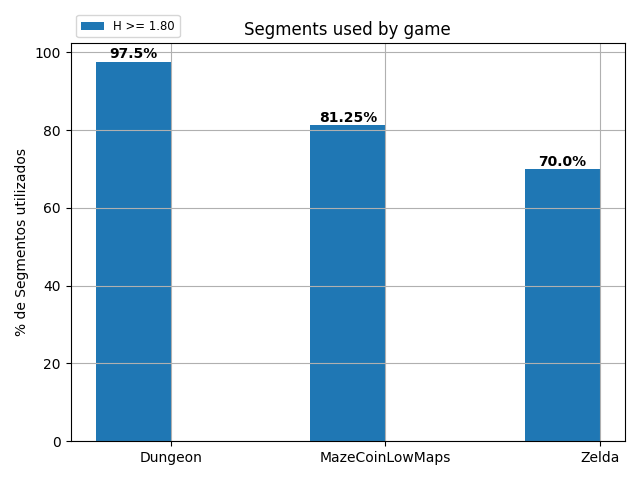 H >= 1.80
Segments used by game
% de Segmentos utilizados
100
80
60
40
20
0
97.5%
81.25%
70.0%
Dungeon
MazeCoinLowMaps
Zelda